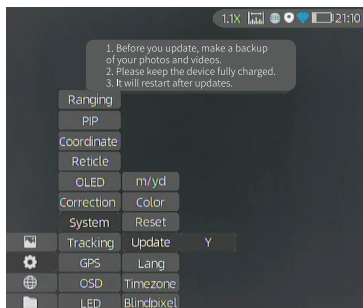 1.1X 21:10
1. Before you update, make a backup
of your photos and videos.
2. Please keep the device fully charged.
3. It will restart after updates.
Ranging
PIP
Coordinate
Reticle
OLED m/yd
Correction Color
System Reset
Tracking Update Y
GPS Lang
OSD Timezone
LED Blindpixel